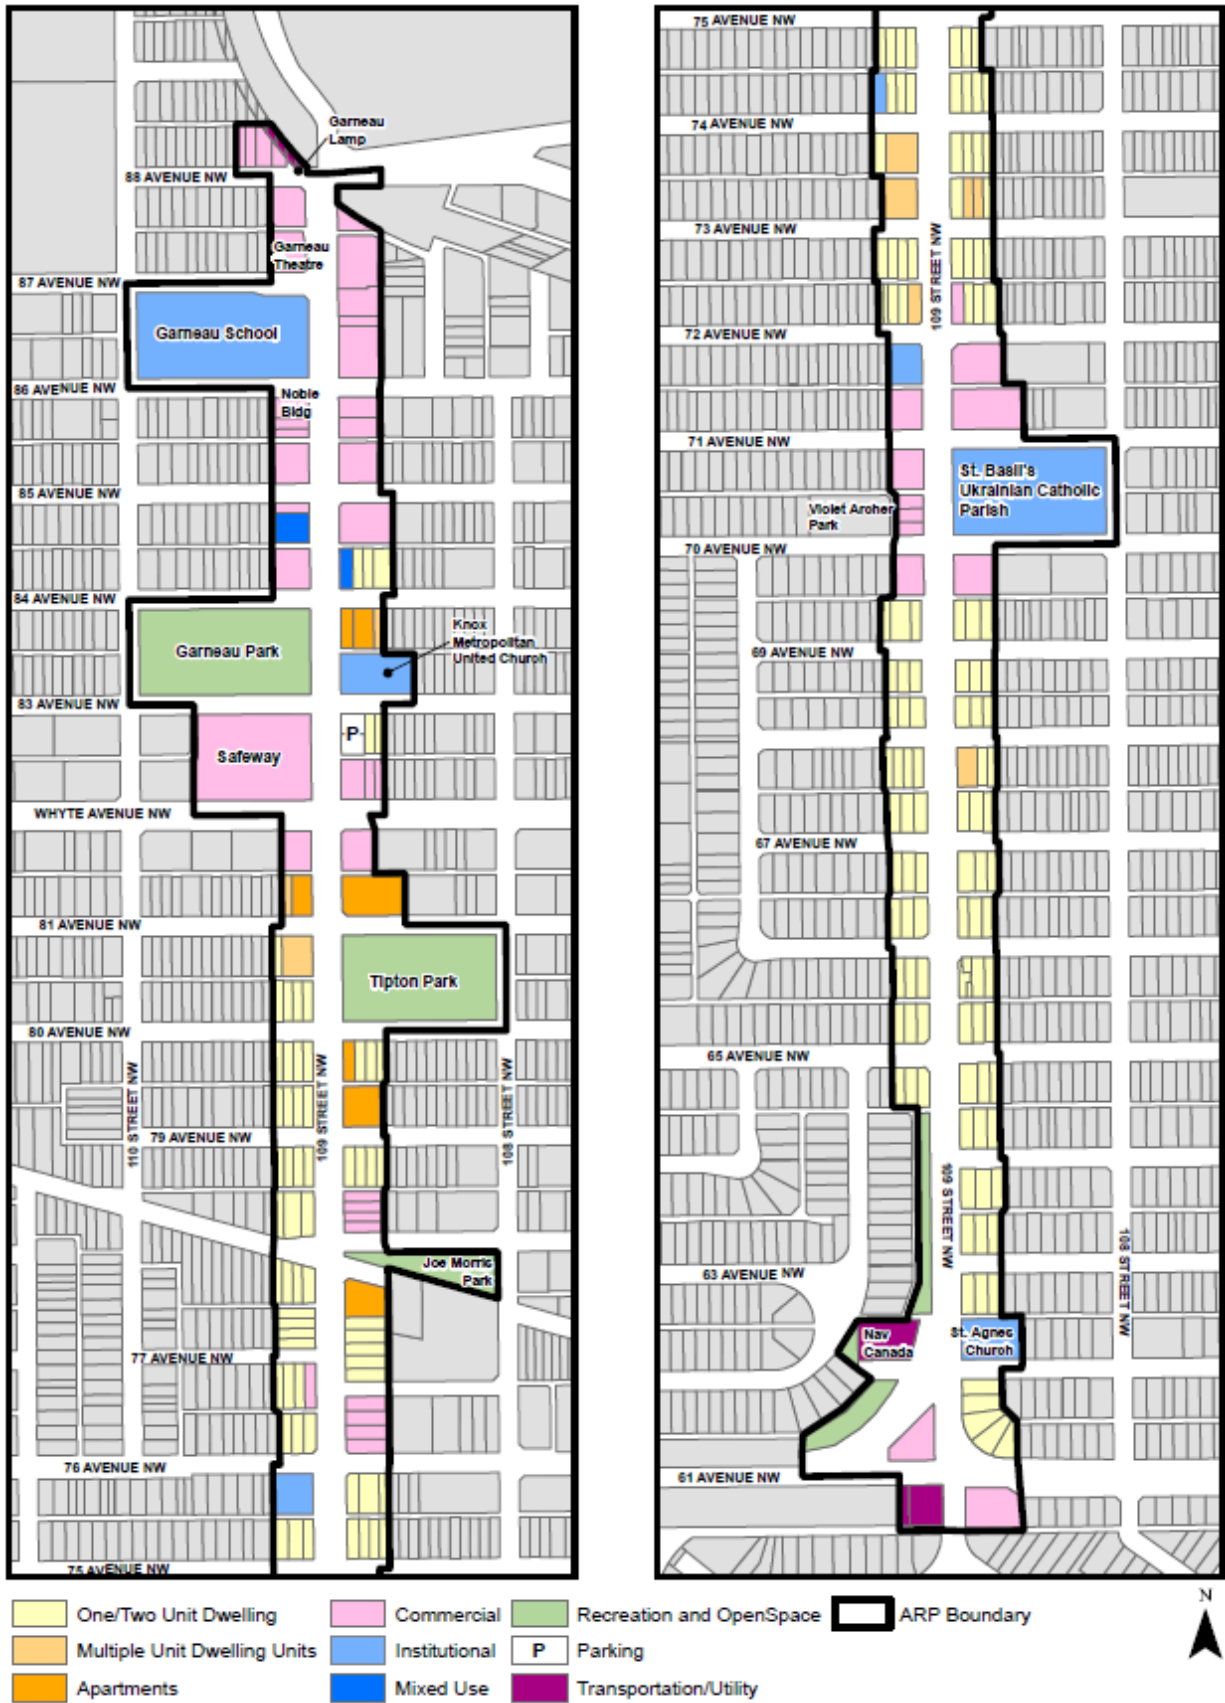 Garneau
Lamp
88 AVENUE NW
Garneau
Theatre
87 AVENUE NW
Garneau School
86 AVENUE NW
Noble
Bldg
85 AVENUE NW
84 AVENUE NW
Garneau Park
Knox
Metropolitan
United Church
83 AVENUE NW
P
Safeway
WHYTE AVENUE NW
81 AVENUE NW
Tipton Park
80 AVENUE NW
110 STREET NW
109 STREET NW
108 STREET NW
79 AVENUE NW
Joe Morris
Park
77 AVENUE NW
76 AVENUE NW
75 AVENUE NW
75 AVENUE NW
74 AVENUE NW
73 AVENUE NW
109 STREET NW
72 AVENUE NW
71 AVENUE NW
St. Basil's
Ukrainian Catholic
Parish
Violet Archer
Park
70 AVENUE NW
69 AVENUE NW
67 AVENUE NW
65 AVENUE NW
109 STREET NW
108 STREET NW
63 AVENUE NW
Nav
Canada
St. Agnes
Church
61 AVENUE NW
One/Two Unit Dwelling
Commercial
Recreation and OpenSpace
ARP Boundary
Multiple Unit Dwelling Units
Institutional
P Parking
Apartments
Mixed Use
Transportation/Utility
N